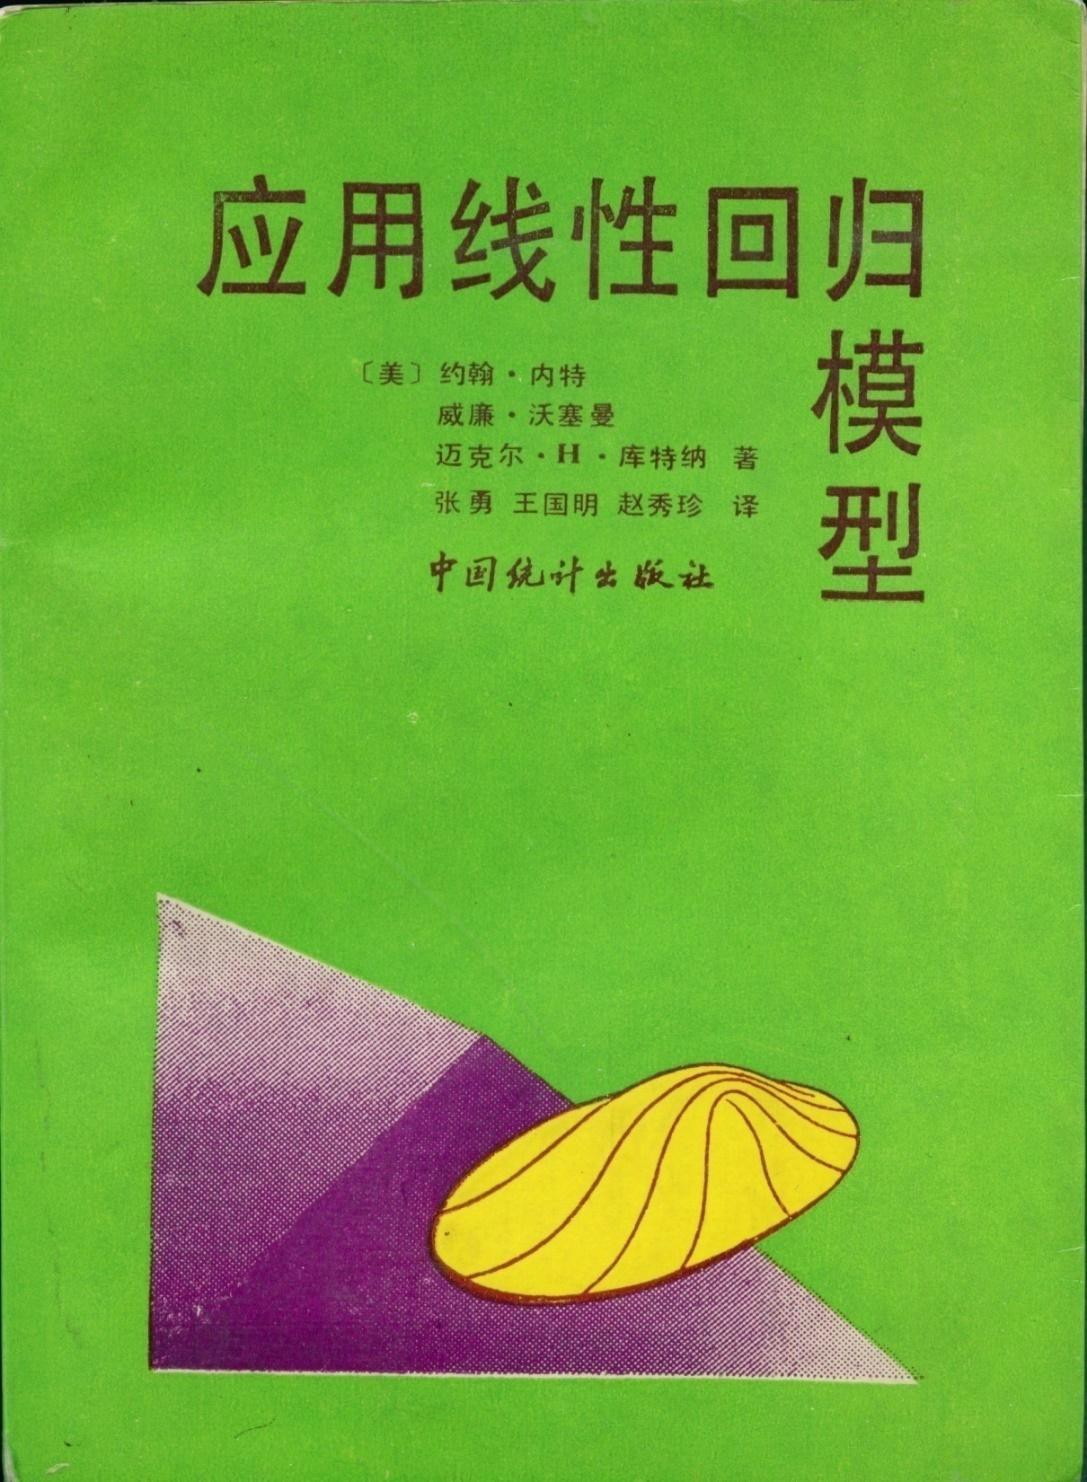 应用线性回归
模型
〔美〕约翰·内特
威廉·沃塞曼
迈克尔·H·库特纳 著
张勇 王国明 赵秀珍 译
中国统计出版社